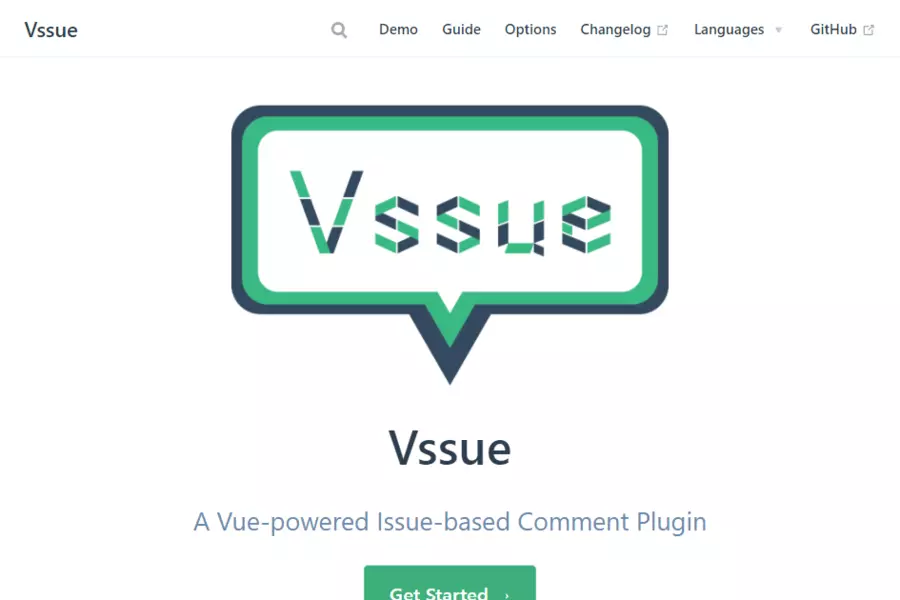 Vssue
Demo Guide Options Changelog Languages GitHub
Vssue
Vssue
A Vue-powered Issue-based Comment Plugin
Get Started